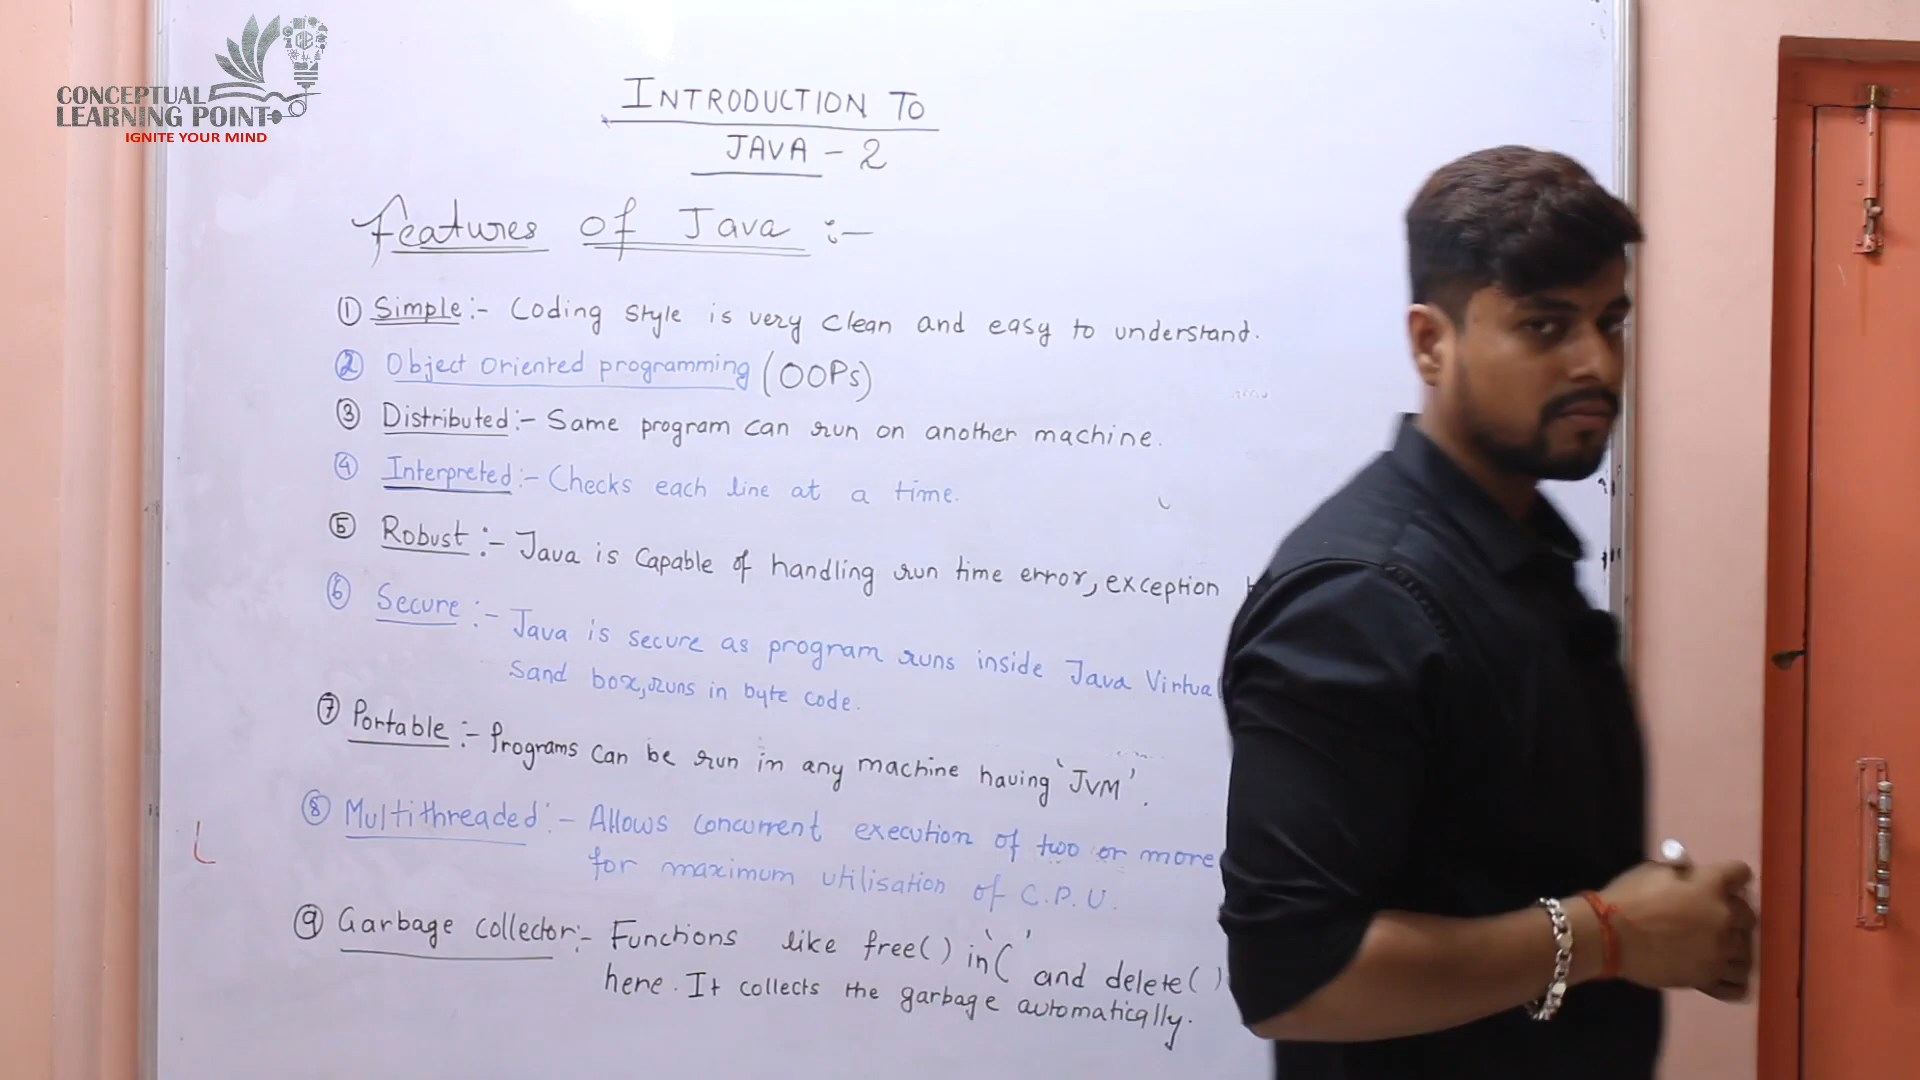 CONCEPTUAL
LEARNING POINT
IGNITE YOUR MIND
INTRODUCTION TO
JAVA - 2
Features of Java :-
① Simple :- Coding style is very clean and easy to understand.
② Object oriented programming (OOPs)
③ Distributed :- Same program can run on another machine.
④ Interpreted :- Checks each line at a time.
⑤ Robust :- Java is capable of handling run time error, exception
⑥ Secure :- Java is secure as program runs inside Java Virtual
Sand box, runs in byte code.
⑦ Portable :- Programs can be run in any machine having 'JVM'.
⑧ Multithreaded :- Allows concurrent execution of two or more
for maximum utilisation of C.P.U.
⑨ Garbage collector :- Functions like free() in 'C' and delete()
here. It collects the garbage automatically.